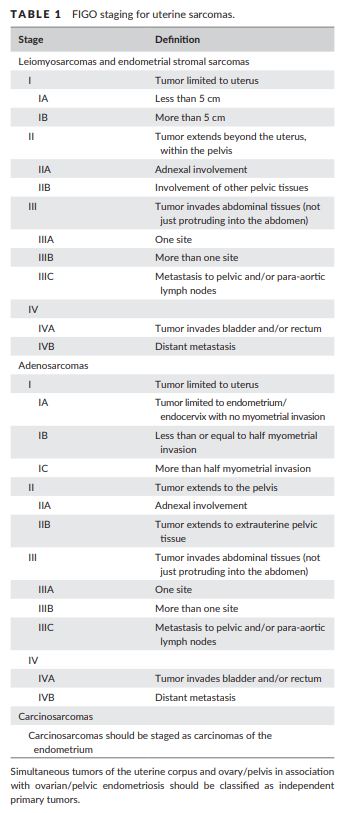 TABLE 1 FIGO staging for uterine sarcomas.
Stage Definition
Leiomyosarcomas and endometrial stromal sarcomas
I Tumor limited to uterus
IA Less than 5 cm
IB More than 5 cm
II Tumor extends beyond the uterus,
within the pelvis
IIA Adnexal involvement
IIB Involvement of other pelvic tissues
III Tumor invades abdominal tissues (not
just protruding into the abdomen)
IIIA One site
IIIB More than one site
IIIC Metastasis to pelvic and/or para-aortic
lymph nodes
IV
IVA Tumor invades bladder and/or rectum
IVB Distant metastasis
Adenosarcomas
I Tumor limited to uterus
IA Tumor limited to endometrium/
endocervix with no myometrial invasion
IB Less than or equal to half myometrial
invasion
IC More than half myometrial invasion
II Tumor extends to the pelvis
IIA Adnexal involvement
IIB Tumor extends to extrauterine pelvic
tissue
III Tumor invades abdominal tissues (not
just protruding into the abdomen)
IIIA One site
IIIB More than one site
IIIC Metastasis to pelvic and/or para-aortic
lymph nodes
IV
IVA Tumor invades bladder and/or rectum
IVB Distant metastasis
Carcinosarcomas
Carcinosarcomas should be staged as carcinomas of the
endometrium
Simultaneous tumors of the uterine corpus and ovary/pelvis in association
with ovarian/pelvic endometriosis should be classified as independent
primary tumors.